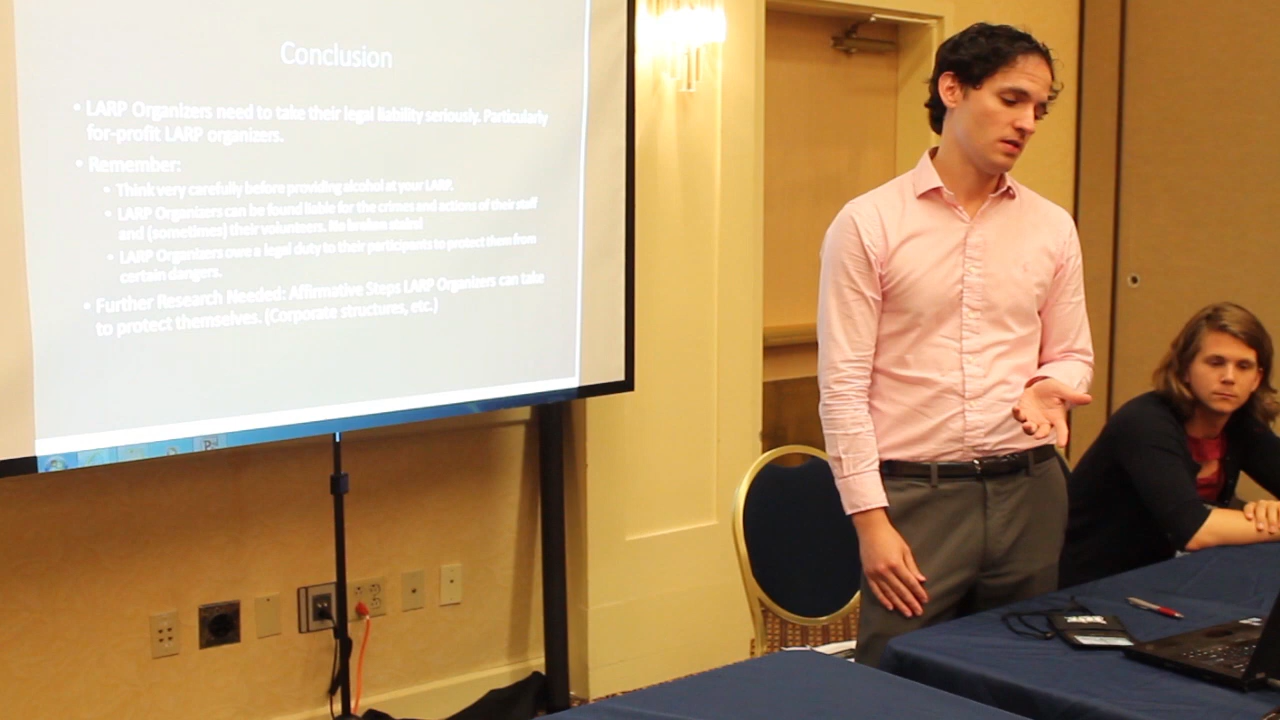 Conclusion
• LARP Organizers need to take their legal liability seriously. Particularly
for-profit LARP organizers.
• Remember:
• Think very carefully before providing alcohol at your LARP.
• LARP Organizers can be found liable for the crimes and actions of their staff
and (sometimes) their volunteers. No broken stairs!
• LARP Organizers owe a legal duty to their participants to protect them from
certain dangers.
• Further Research Needed: Affirmative Steps LARP Organizers can take
to protect themselves. (Corporate structures, etc.)